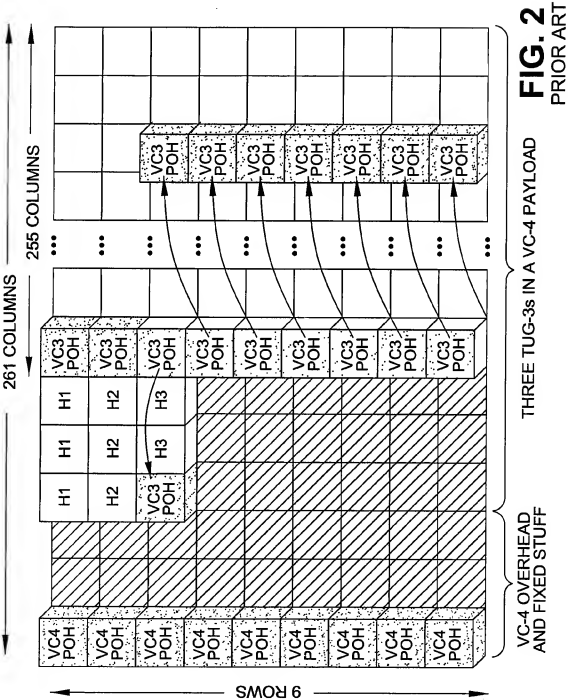 261 COLUMNS
255 COLUMNS
9 ROWS
VC4 POH
H1
H1
H1
VC3 POH
VC4 POH
H2
H2
H2
VC3 POH
VC4 POH
VC3 POH
H3
H3
VC3 POH
VC3 POH
VC4 POH
VC3 POH
VC3 POH
VC4 POH
VC3 POH
VC3 POH
VC4 POH
VC3 POH
VC3 POH
VC4 POH
VC3 POH
VC3 POH
VC4 POH
VC3 POH
VC3 POH
VC4 POH
VC3 POH
VC3 POH
VC-4 OVERHEAD
AND FIXED STUFF
THREE TUG-3s IN A VC-4 PAYLOAD
FIG. 2
PRIOR ART